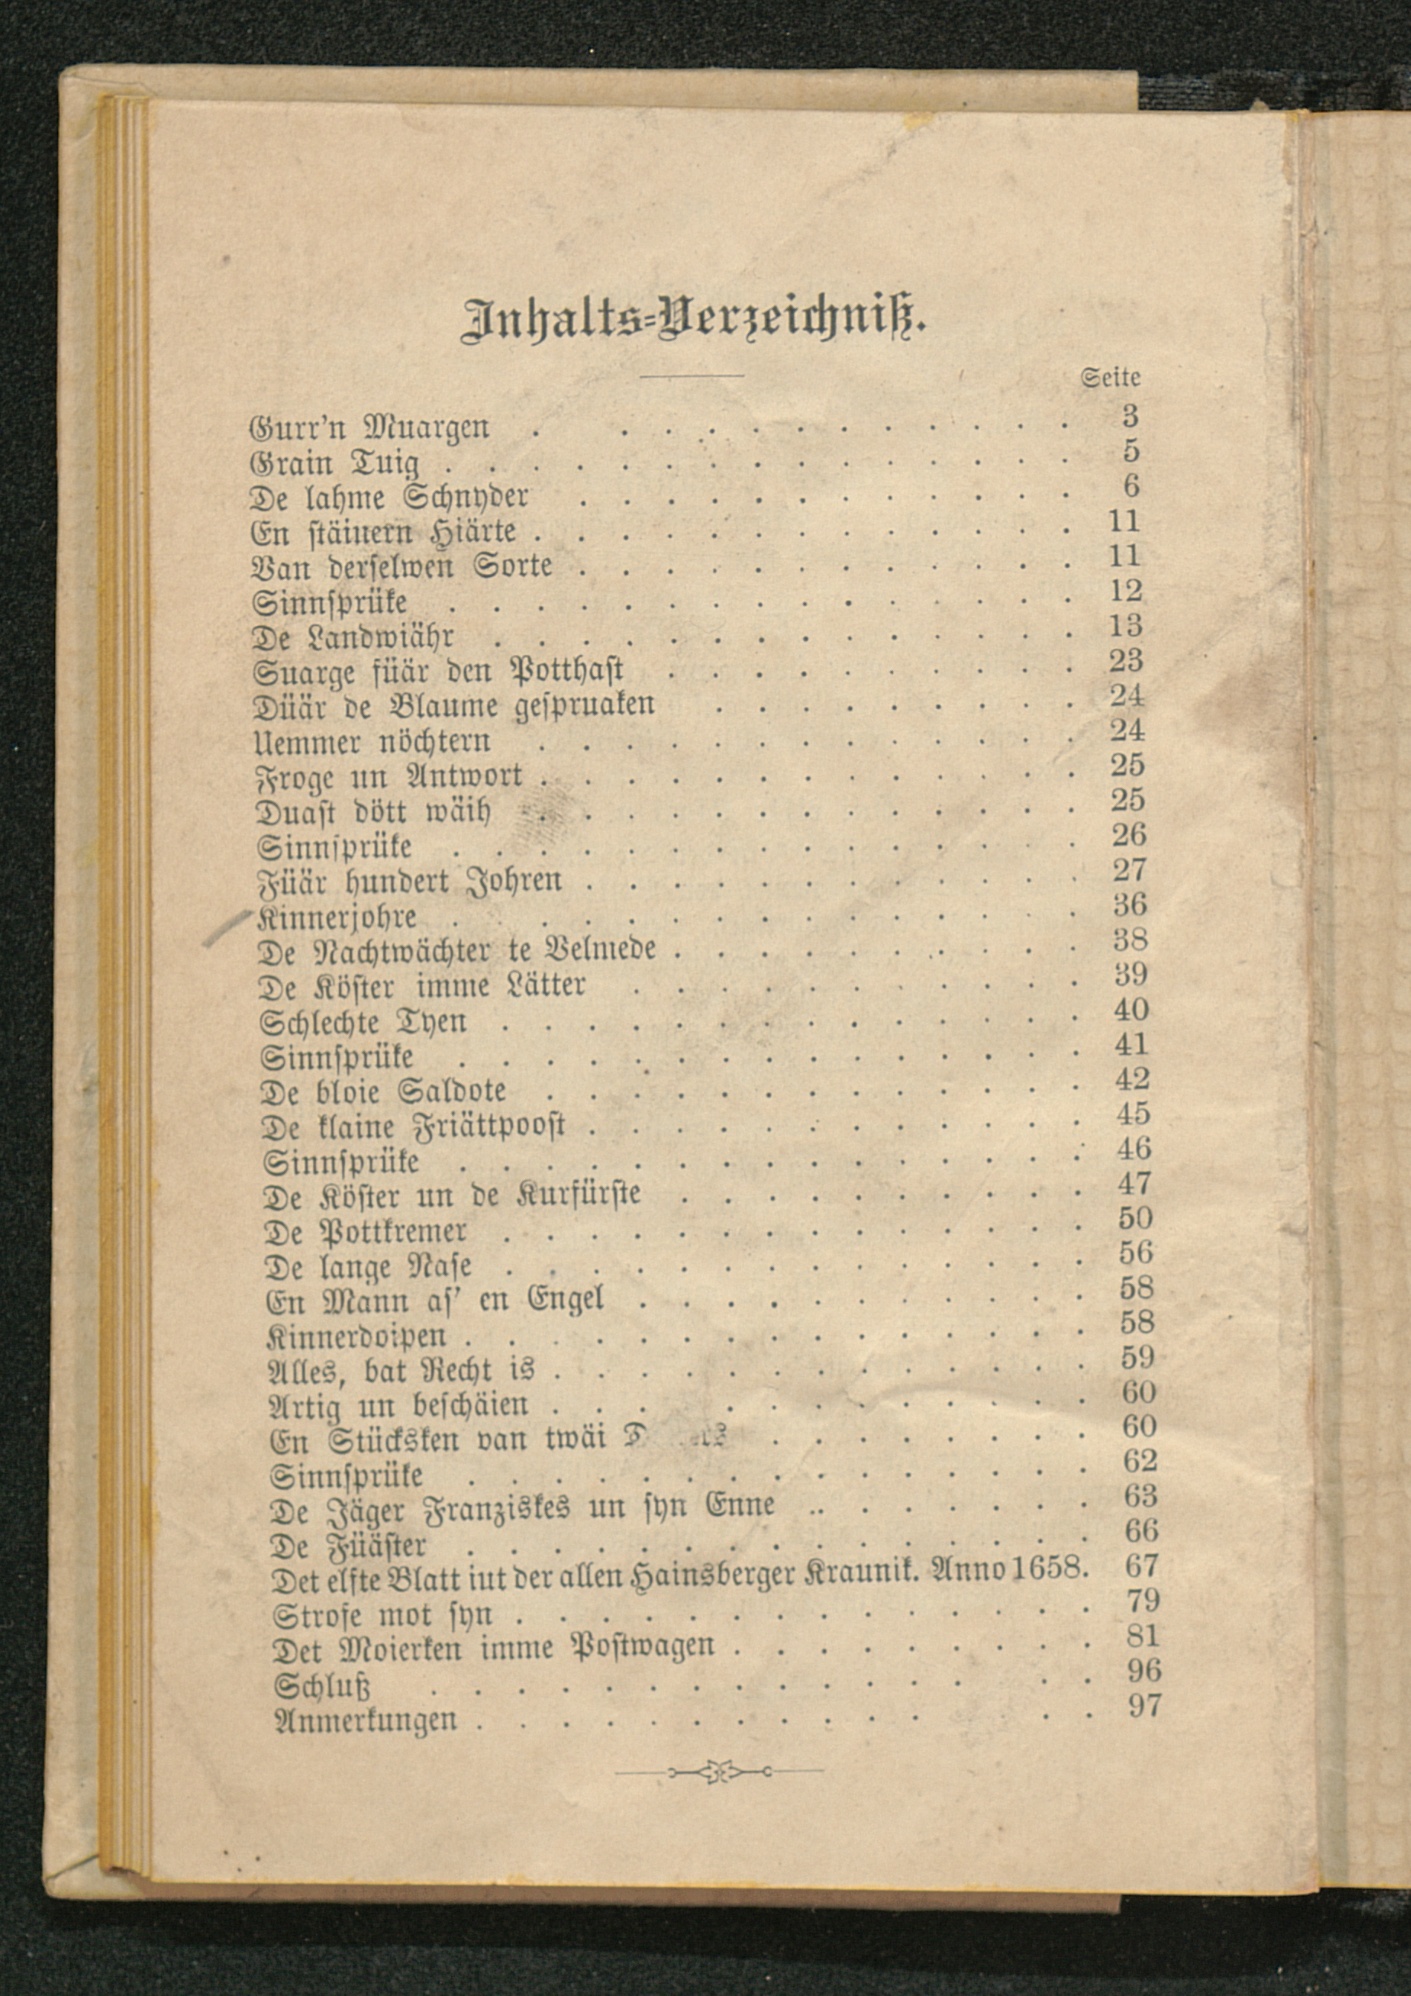 Inhalts-Verzeichniß.
Seite
Gurr'n Muargen . . . . . . . . . . . . 3
Grain Tuig . . . . . . . . . . . . . . . 5
De lahme Schnyder . . . . . . . . . . . . 6
En stäinern Hiärte . . . . . . . . . . . . . 11
Van derselwen Sorte . . . . . . . . . . . . 11
Sinnsprüke . . . . . . . . . . . . . . . 12
De Landwiähr . . . . . . . . . . . . . . 13
Suarge füär den Potthast . . . . . . . . . . 23
Düär de Blaume gespruaken . . . . . . . . . 24
Uemmer nöchtern . . . . . . . . . . . . . 24
Froge un Antwort . . . . . . . . . . . . . 25
Duast dött wäih . . . . . . . . . . . . . 25
Sinnsprüke . . . . . . . . . . . . . . . 26
Füär hundert Johren . . . . . . . . . . . . 27
Kinnerjohre . . . . . . . . . . . . . . 36
De Nachtwächter te Velmede . . . . . . . . . . 38
De Köster imme Lätter . . . . . . . . . . . 39
Schlechte Tyen . . . . . . . . . . . . . . 40
Sinnsprüke . . . . . . . . . . . . . . . 41
De bloie Saldote . . . . . . . . . . . . . 42
De klaine Friättpoost . . . . . . . . . . . . 45
Sinnsprüke . . . . . . . . . . . . . . . 46
De Köster un de Kurfürste . . . . . . . . . . 47
De Pottkremer . . . . . . . . . . . . . . 50
De lange Nase . . . . . . . . . . . . . . 56
En Mann as' en Engel . . . . . . . . . . . 58
Kinnerdoipen . . . . . . . . . . . . . . . 58
Alles, bat Recht is . . . . . . . . . . . . . 59
Artig un beschäien . . . . . . . . . . . . . 60
En Stücksken van twäi . . . . . . . . 60
Sinnsprüke . . . . . . . . . . . . . . . 62
De Jäger Franziskes un syn Enne . . . . . . . . 63
De Füäster . . . . . . . . . . . . . . . 66
Det elfte Blatt iut der allen Hainsberger Kraunik. Anno 1658. 67
Strofe mot syn . . . . . . . . . . . . . . 79
Det Moierken imme Postwagen . . . . . . . . . 81
Schluß . . . . . . . . . . . . . . . 96
Anmerkungen . . . . . . . . . . . . . 97